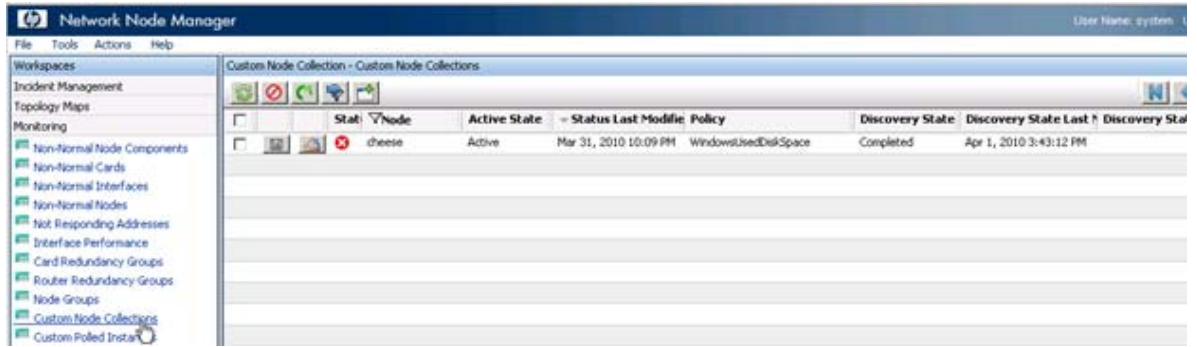 hp Network Node Manager
User Name: system
File Tools Actions Help
Workspaces
Custom Node Collection - Custom Node Collections
Incident Management
Topology Maps
Monitoring
Non-Normal Node Components
Non-Normal Cards
Non-Normal Interfaces
Non-Normal Nodes
Not Responding Addresses
Interface Performance
Card Redundancy Groups
Router Redundancy Groups
Node Groups
Custom Node Collections
Custom Polled Instan
Stat Node Active State Status Last Modifie Policy Discovery State Discovery State Last Discovery Stat
cheese Active Mar 31, 2010 10:09 PM WindowsUsedDiskSpace Completed Apr 1, 2010 3:43:12 PM